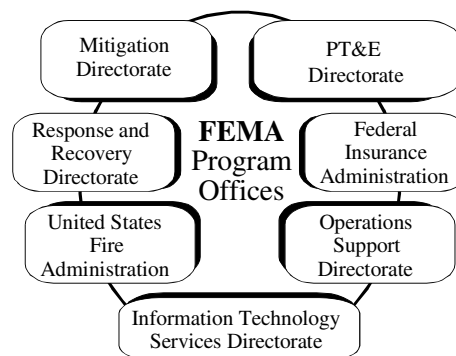 Mitigation
Directorate
PT&E
Directorate
Response and
Recovery
Directorate
FEMA
Program
Offices
Federal
Insurance
Administration
United States
Fire
Administration
Operations
Support
Directorate
Information Technology
Services Directorate